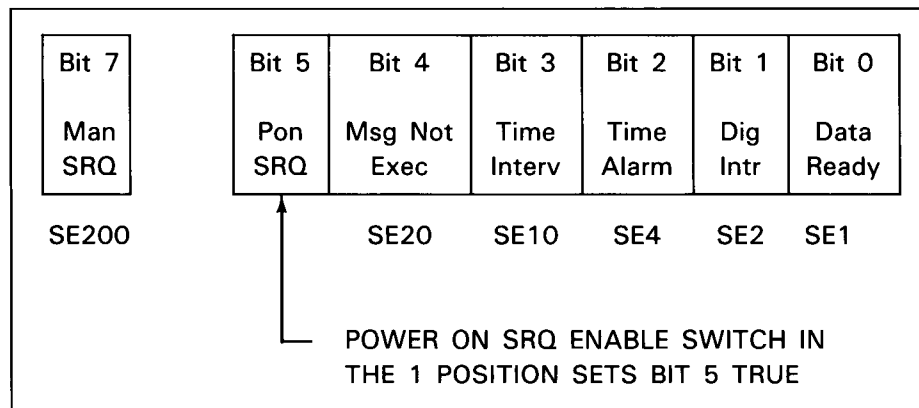 Bit 7 Bit 5 Bit 4 Bit 3 Bit 2 Bit 1 Bit 0
Man Pon Msg Not Time Time Dig Data
SRQ SRQ Exec Interv Alarm Intr Ready
SE200 SE20 SE10 SE4 SE2 SE1
POWER ON SRQ ENABLE SWITCH IN
THE 1 POSITION SETS BIT 5 TRUE